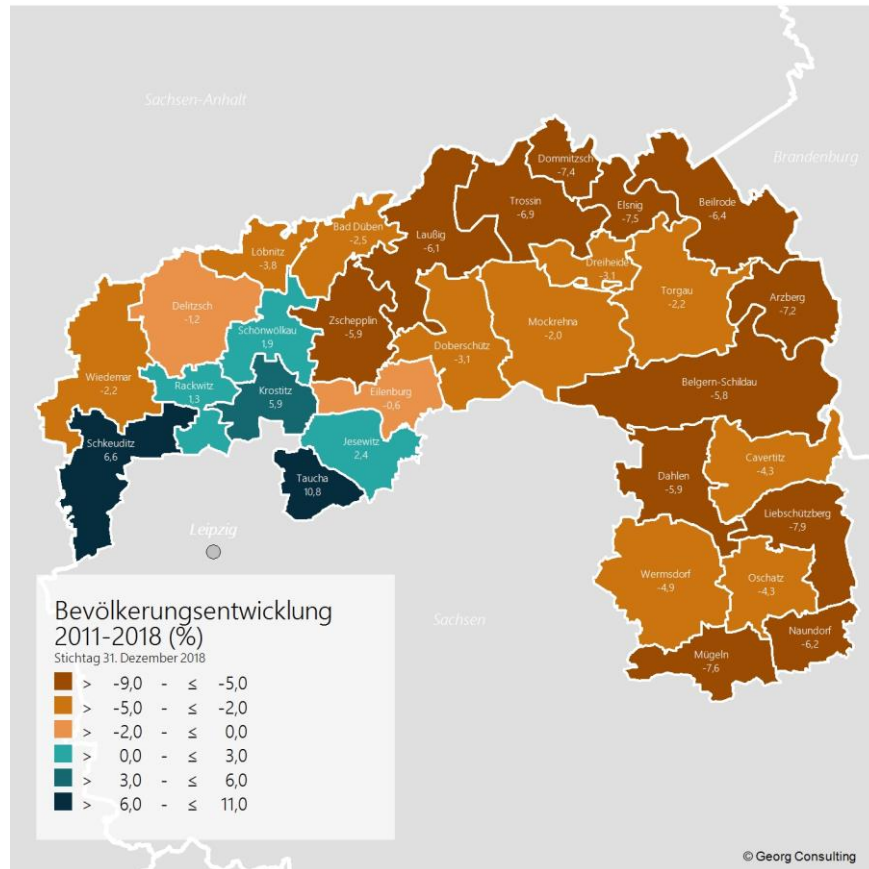 Sachsen-Anhalt
Brandenburg
Dommitzsch
-7,4
Trossin
-6,9
Elsnig
-7,5
Beilrode
-6,4
Bad Düben
-2,5
Laußig
-6,1
Löbnitz
-3,8
Dreiheide
-3,1
Torgau
-2,2
Arzberg
-7,2
Delitzsch
-1,2
Zschepplin
-5,9
Mockrehna
-2,0
Schönwölkau
1,9
Doberschütz
-3,1
Wiedemar
-2,2
Rackwitz
1,3
Krostitz
5,9
Eilenburg
-0,6
Belgern-Schildau
-5,8
Schkeuditz
6,6
Jesewitz
2,4
Cavertitz
-4,3
Taucha
10,8
Dahlen
-5,9
Liebschützberg
-7,9
Leipzig
Wermsdorf
-4,9
Oschatz
-4,3
Sachsen
Naundorf
-6,2
Mügeln
-7,6
Bevölkerungsentwicklung
2011-2018 (%)
Stichtag 31. Dezember 2018
> -9,0 - ≤ -5,0
> -5,0 - ≤ -2,0
> -2,0 - ≤ 0,0
> 0,0 - ≤ 3,0
> 3,0 - ≤ 6,0
> 6,0 - ≤ 11,0
© Georg Consulting